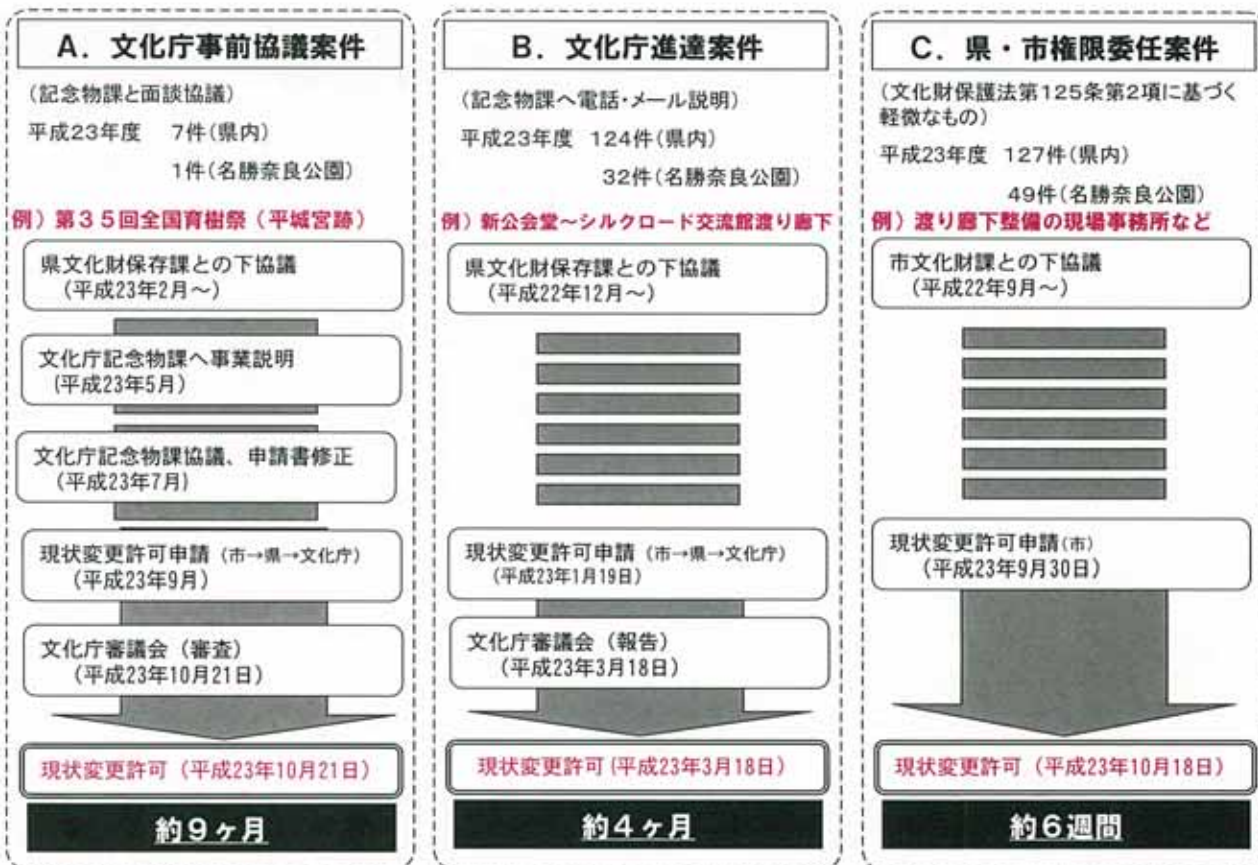 A．文化庁事前協議案件
（記念物課と面談協議）
平成23年度　7件（県内）
1件（名勝奈良公園）
例）第35回全国育樹祭（平城宮跡）
県文化財保存課との下協議
（平成23年2月～）
文化庁記念物課へ事業説明
（平成23年5月）
文化庁記念物課協議、申請書修正
（平成23年7月）
現状変更許可申請（市→県→文化庁）
（平成23年9月）
文化庁審議会（審査）
（平成23年10月21日）
現状変更許可（平成23年10月21日）
約9ヶ月
B．文化庁進達案件
（記念物課へ電話・メール説明）
平成23年度　124件（県内）
32件（名勝奈良公園）
例）新公会堂～シルクロード交流館渡り廊下
県文化財保存課との下協議
（平成22年12月～）
現状変更許可申請（市→県→文化庁）
（平成23年1月19日）
文化庁審議会（報告）
（平成23年3月18日）
現状変更許可（平成23年3月18日）
約4ヶ月
C．県・市権限委任案件
（文化財保護法第125条第2項に基づく
軽微なもの）
平成23年度　127件（県内）
49件（名勝奈良公園）
例）渡り廊下整備の現場事務所など
市文化財課との下協議
（平成22年9月～）
現状変更許可申請（市）
（平成23年9月30日）
現状変更許可（平成23年10月18日）
約6週間